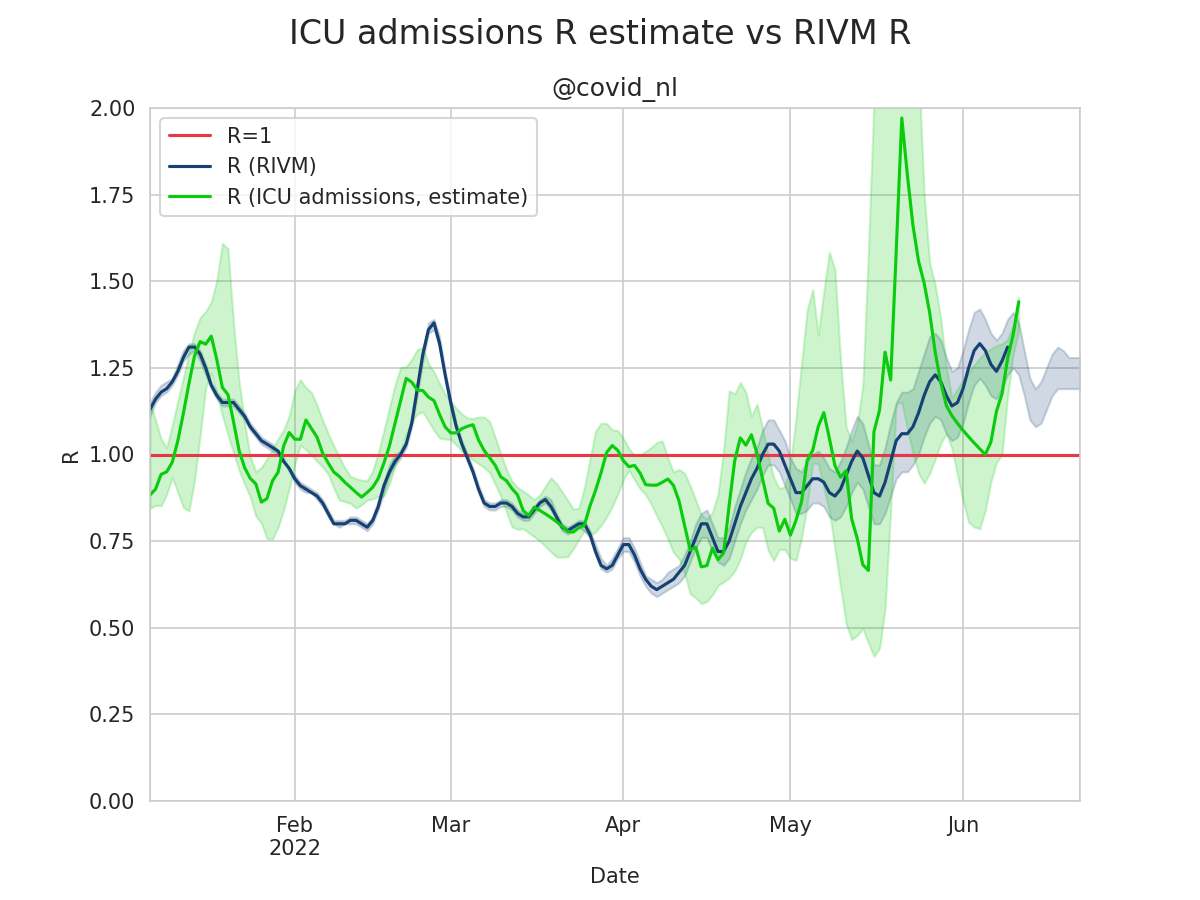 ICU admissions R estimate vs RIVM R
@covid_nl
2.00
R=1
R (RIVM)
R (ICU admissions, estimate)
1.75
1.50
1.25
1.00
R
0.75
0.50
0.25
0.00
Feb Mar Apr May Jun
2022
Date